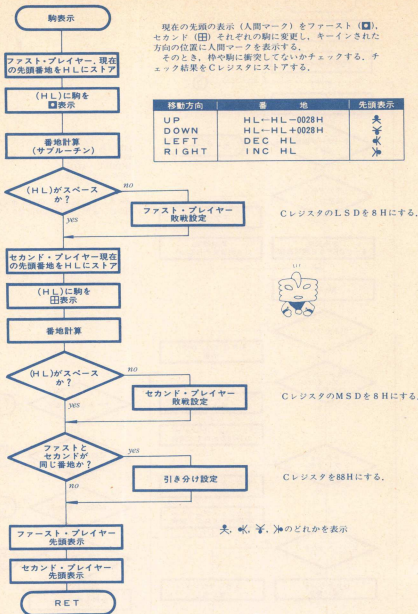 駒表示
現在の先頭の表示（人間マーク）をファースト（◘）、
セカンド（田）それぞれの駒に変更し、キーインされた
方向の位置に人間マークを表示する。
そのとき、枠や駒に衝突してないかチェックする。チ
ェック結果をCレジスタにストアする。
ファスト・プレイヤー，現在
の先頭番地をHLにストア
(HL)に駒を
◘表示
番地計算
(サブルーチン)
移動方向 番 地 先頭表示
UP HL←HL−0028H
DOWN HL←HL+0028H
LEFT DEC HL
RIGHT INC HL
(HL)がスペース
か？
no
yes
ファスト・プレイヤー
敗戦設定
CレジスタのLSDを8Hにする。
セカンド・プレイヤー現在
の先頭番地をHLにストア
(HL)に駒を
田表示
番地計算
(HL)がスペース
か？
no
yes
セカンド・プレイヤー
敗戦設定
CレジスタのMSDを8Hにする。
ファストと
セカンドが
同じ番地か？
yes
no
引き分け設定
Cレジスタを88Hにする。
ファースト・プレイヤー
先頭表示
のどれかを表示
セカンド・プレイヤー
先頭表示
RET